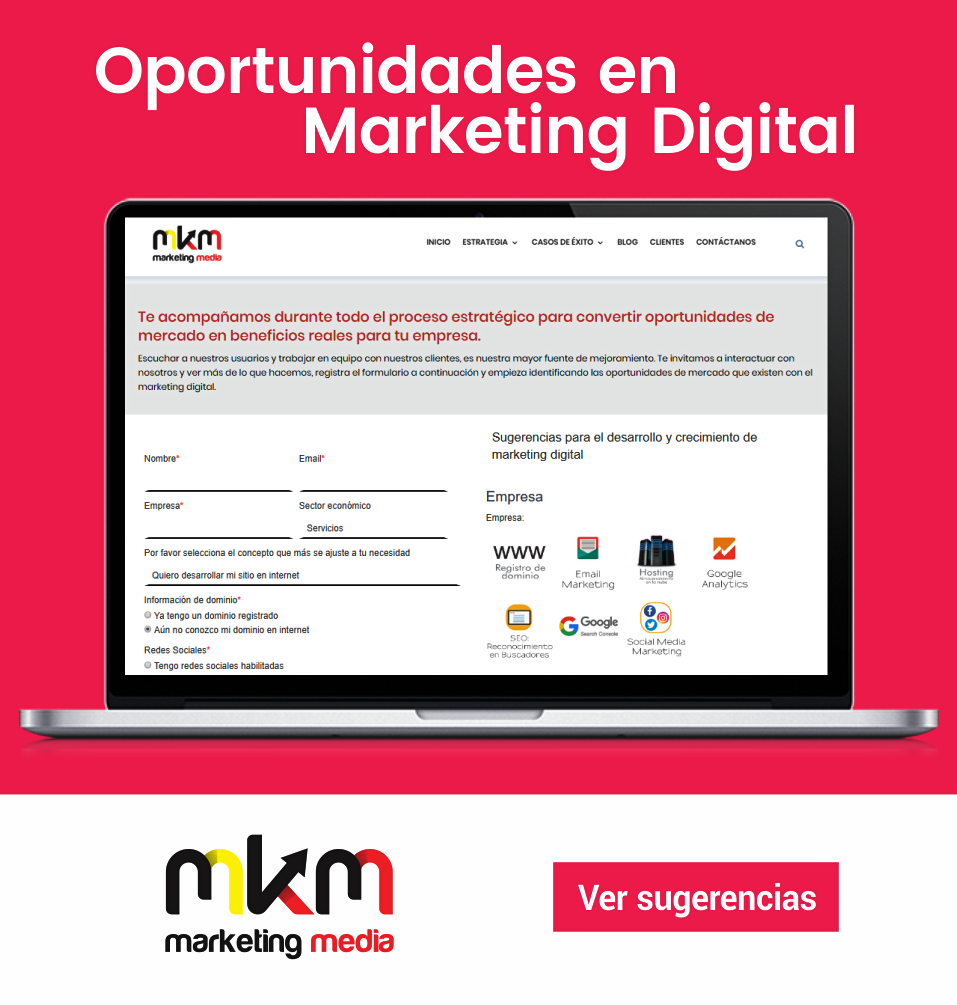 Oportunidades en
Marketing Digital
mkm
marketing media
INICIO ESTRATEGIA CASOS DE ÉXITO BLOG CLIENTES CONTÁCTANOS
Te acompañamos durante todo el proceso estratégico para convertir oportunidades de
mercado en beneficios reales para tu empresa.
Escuchar a nuestros usuarios y trabajar en equipo con nuestros clientes, es nuestra mayor fuente de mejoramiento. Te invitamos a interactuar con
nosotros y ver más de lo que hacemos, registra el formulario a continuación y empieza identificando las oportunidades de mercado que existen con el
marketing digital.
Nombre* Email*
Empresa* Sector económico
Servicios
Por favor selecciona el concepto que más se ajuste a tu necesidad
Quiero desarrollar mi sitio en internet
Información de dominio*
Ya tengo un dominio registrado
Aún no conozco mi dominio en internet
Redes Sociales*
Tengo redes sociales habilitadas
Sugerencias para el desarrollo y crecimiento de
marketing digital
Empresa
Empresa:
WWW
Registro de
dominio
Email
Marketing
Hosting
Google
Analytics
SEO:
Reconocimiento
en Buscadores
Google
Search Console
Social Media
Marketing
mkm
marketing media
Ver sugerencias